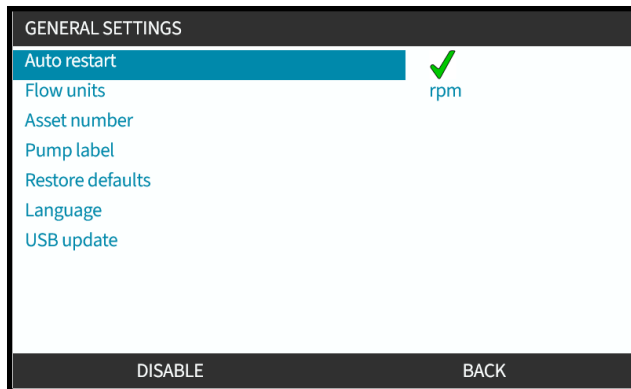 GENERAL SETTINGS
Auto restart
Flow units rpm
Asset number
Pump label
Restore defaults
Language
USB update
DISABLE BACK